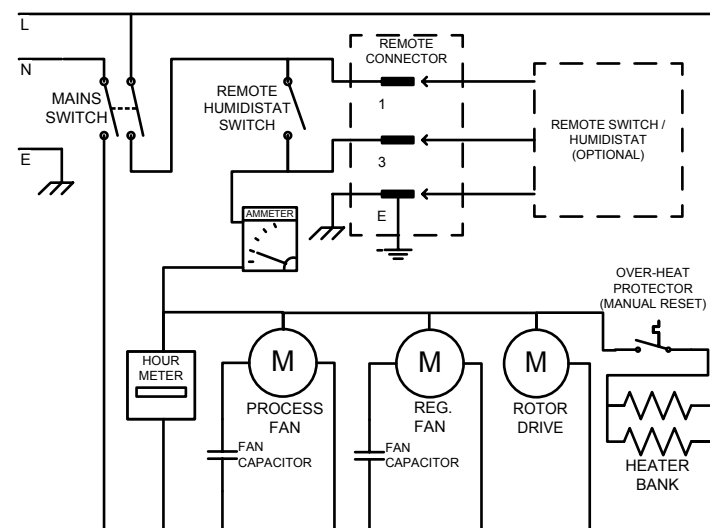 L
N
E
MAINS
SWITCH
REMOTE
HUMIDISTAT
SWITCH
REMOTE
CONNECTOR
1
3
E
REMOTE SWITCH /
HUMIDISTAT
(OPTIONAL)
AMMETER
OVER-HEAT
PROTECTOR
(MANUAL RESET)
HOUR
METER
M
PROCESS
FAN
FAN
CAPACITOR
M
REG.
FAN
FAN
CAPACITOR
M
ROTOR
DRIVE
HEATER
BANK